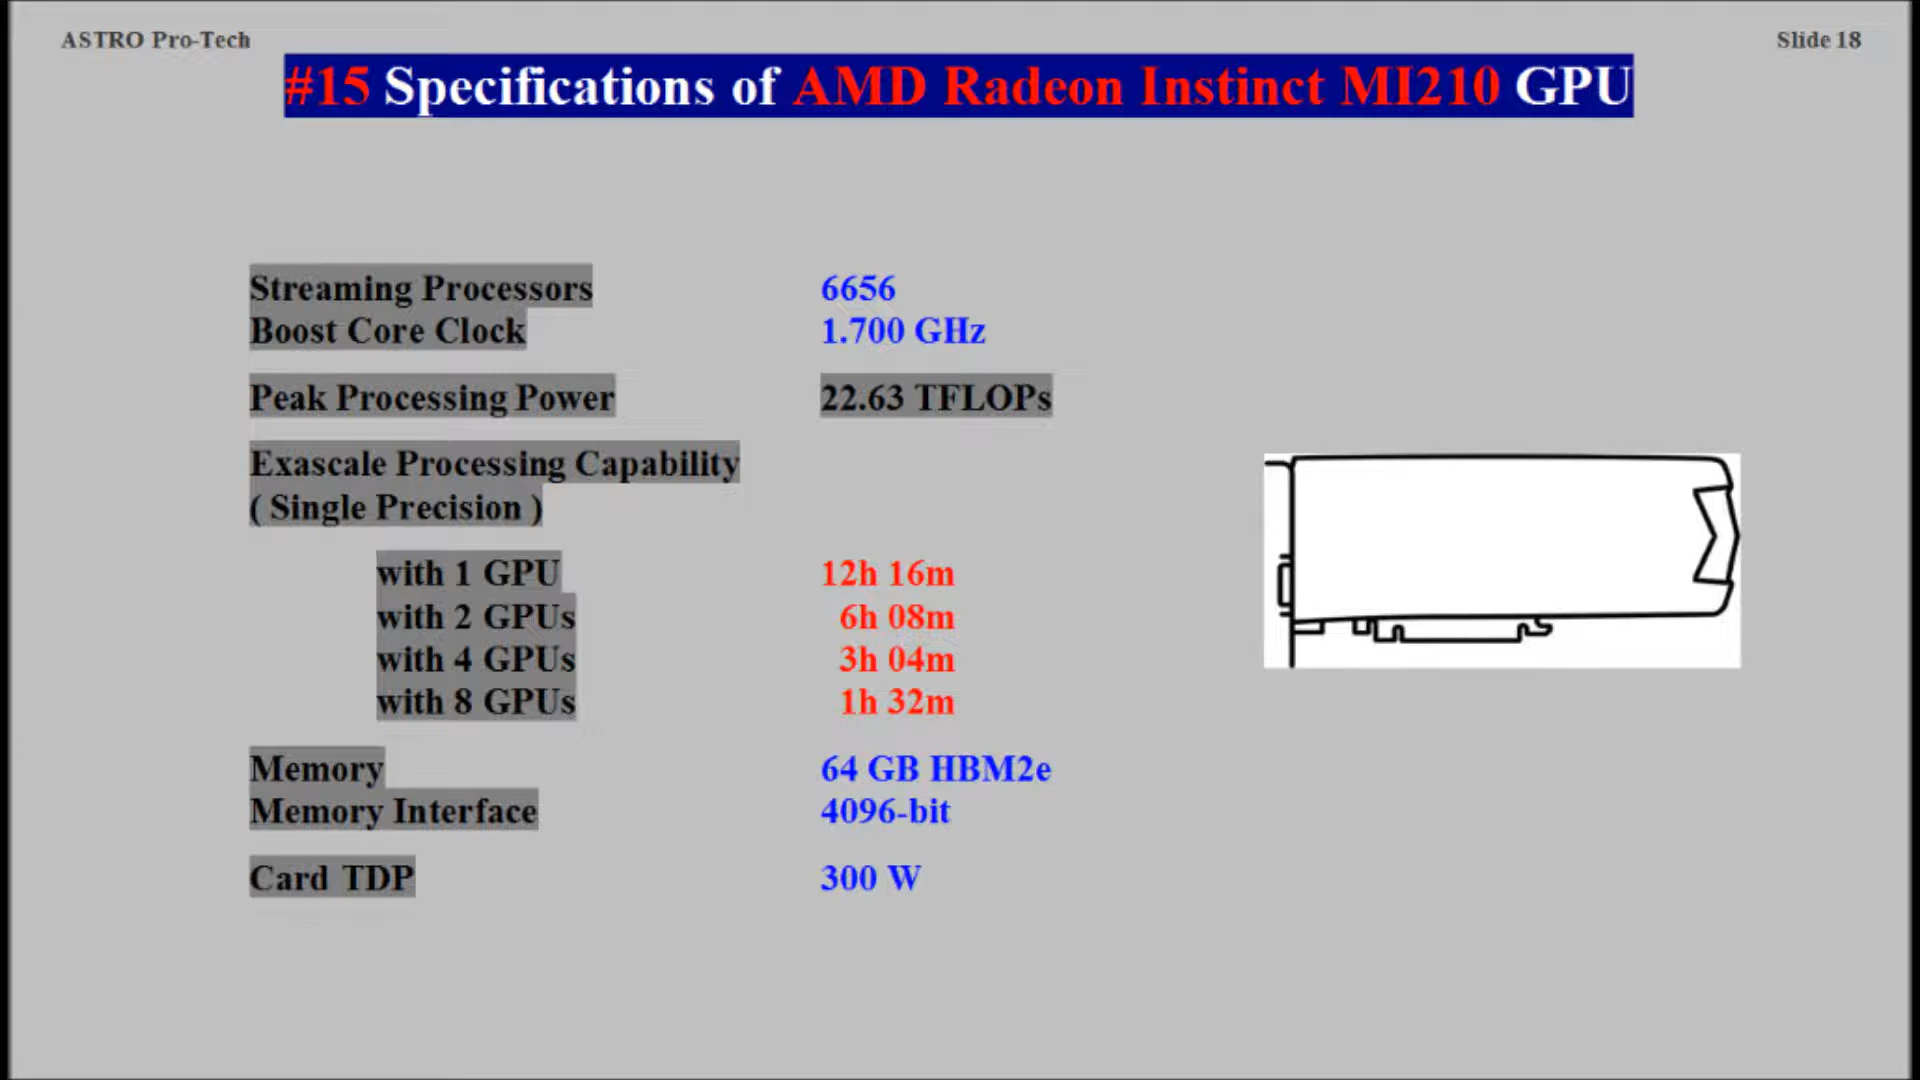 ASTRO Pro-Tech
Slide 18
#15 Specifications of AMD Radeon Instinct MI210 GPU
Streaming Processors 6656
Boost Core Clock 1.700 GHz
Peak Processing Power 22.63 TFLOPs
Exascale Processing Capability
( Single Precision )
with 1 GPU 12h 16m
with 2 GPUs 6h 08m
with 4 GPUs 3h 04m
with 8 GPUs 1h 32m
Memory 64 GB HBM2e
Memory Interface 4096-bit
Card TDP 300 W